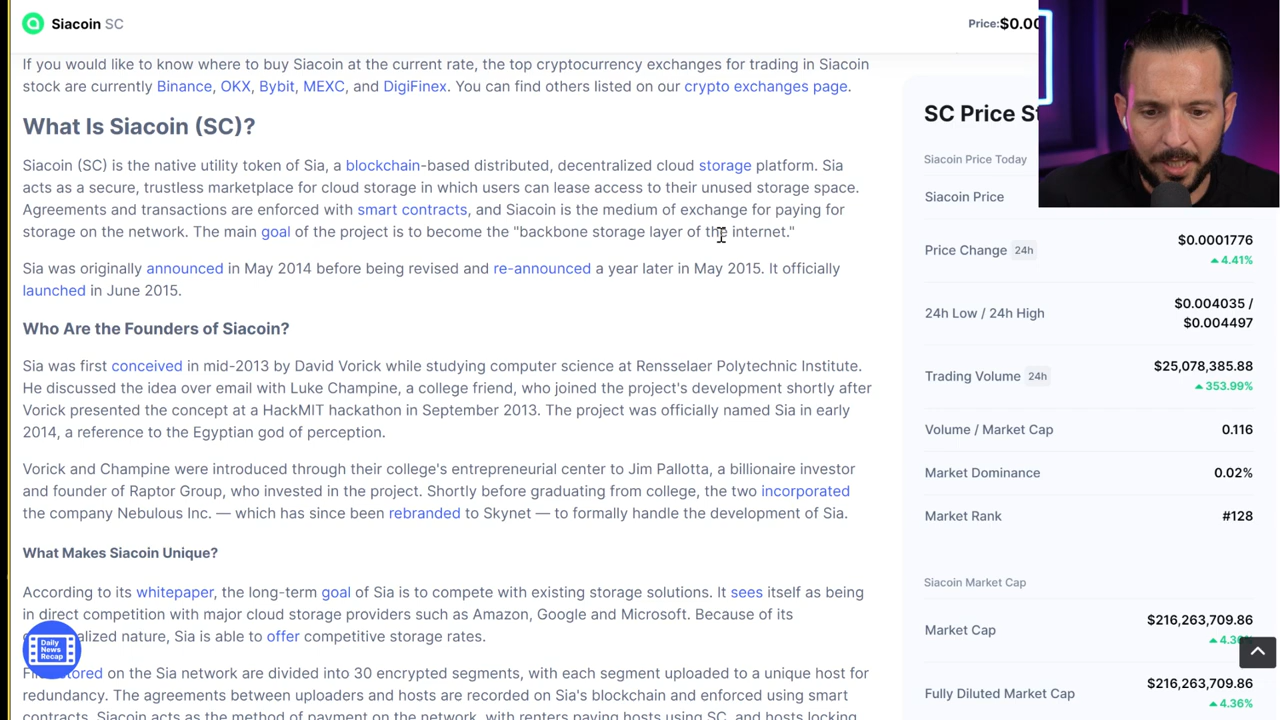 Siacoin SC
Price:$0.00
If you would like to know where to buy Siacoin at the current rate, the top cryptocurrency exchanges for trading in Siacoin
stock are currently Binance, OKX, Bybit, MEXC, and DigiFinex. You can find others listed on our crypto exchanges page.
What Is Siacoin (SC)?
Siacoin (SC) is the native utility token of Sia, a blockchain-based distributed, decentralized cloud storage platform. Sia
acts as a secure, trustless marketplace for cloud storage in which users can lease access to their unused storage space.
Agreements and transactions are enforced with smart contracts, and Siacoin is the medium of exchange for paying for
storage on the network. The main goal of the project is to become the "backbone storage layer of the internet."
Sia was originally announced in May 2014 before being revised and re-announced a year later in May 2015. It officially
launched in June 2015.
Who Are the Founders of Siacoin?
Sia was first conceived in mid-2013 by David Vorick while studying computer science at Rensselaer Polytechnic Institute.
He discussed the idea over email with Luke Champine, a college friend, who joined the project's development shortly after
Vorick presented the concept at a HackMIT hackathon in September 2013. The project was officially named Sia in early
2014, a reference to the Egyptian god of perception.
Vorick and Champine were introduced through their college's entrepreneurial center to Jim Pallotta, a billionaire investor
and founder of Raptor Group, who invested in the project. Shortly before graduating from college, the two incorporated
the company Nebulous Inc. — which has since been rebranded to Skynet — to formally handle the development of Sia.
What Makes Siacoin Unique?
According to its whitepaper, the long-term goal of Sia is to compete with existing storage solutions. It sees itself as being
in direct competition with major cloud storage providers such as Amazon, Google and Microsoft. Because of its
nature, Sia is able to offer competitive storage rates.
on the Sia network are divided into 30 encrypted segments, with each segment uploaded to a unique host for
redundancy. The agreements between uploaders and hosts are recorded on Sia's blockchain and enforced using smart
contracts. Siacoin acts as the method of payment on the network, with renters paying hosts using SC, and hosts locking
Daily
News
Recap
SC Price
Siacoin Price Today
Siacoin Price
Price Change 24h
$0.0001776
4.41%
24h Low / 24h High
$0.004035 /
$0.004497
Trading Volume 24h
$25,078,385.88
353.99%
Volume / Market Cap
0.116
Market Dominance
0.02%
Market Rank
#128
Siacoin Market Cap
Market Cap
$216,263,709.86
4.36
Fully Diluted Market Cap
$216,263,709.86
4.36%